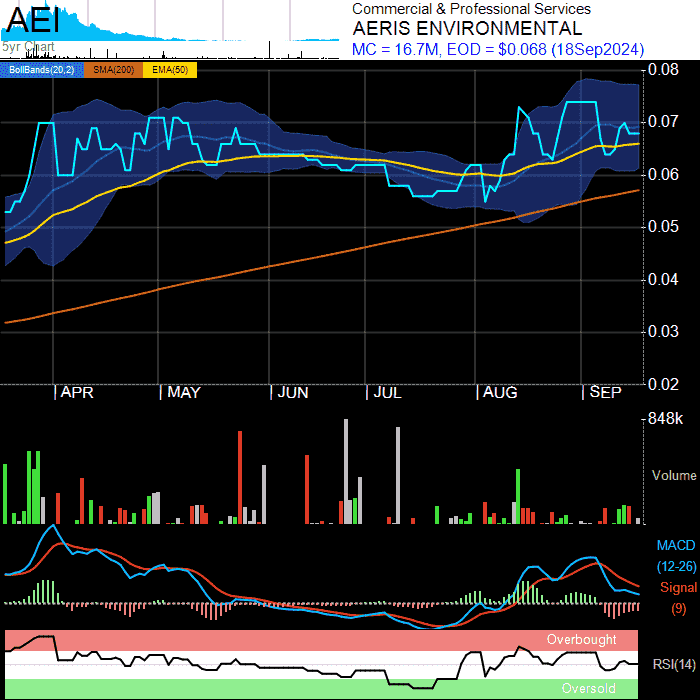 AEI
5yr Chart
Commercial & Professional Services
AERIS ENVIRONMENTAL
MC = 16.7M, EOD = $0.068 (18Sep2024)
BollBands(20,2) SMA(200) EMA(50)
0.08
0.07
0.06
0.05
0.04
0.03
0.02
APR MAY JUN JUL AUG SEP
848k
Volume
MACD
(12-26)
Signal
(9)
Overbought
RSI(14)
Oversold